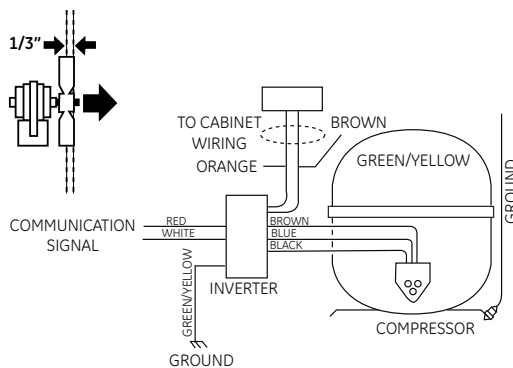 1/3"
TO CABINET
WIRING
BROWN
ORANGE
GREEN/YELLOW
GROUND
COMMUNICATION
SIGNAL
RED
WHITE
BROWN
BLUE
BLACK
GREEN/YELLOW
INVERTER
COMPRESSOR
GROUND